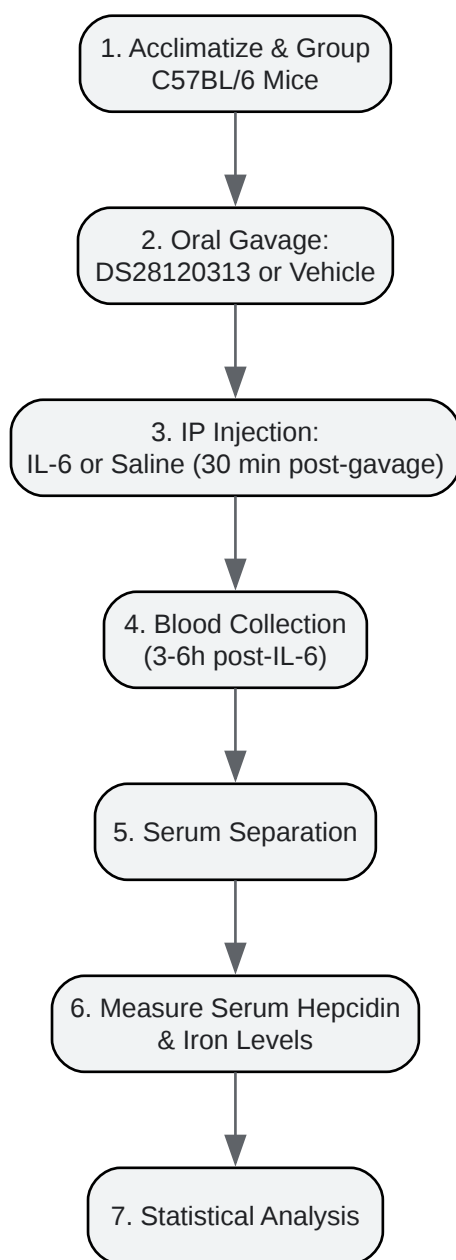 1. Acclimatize & Group
C57BL/6 Mice
2. Oral Gavage:
DS28120313 or Vehicle
3. IP Injection:
IL-6 or Saline (30 min post-gavage)
4. Blood Collection
(3-6h post-IL-6)
5. Serum Separation
6. Measure Serum Hepcidin
& Iron Levels
7. Statistical Analysis